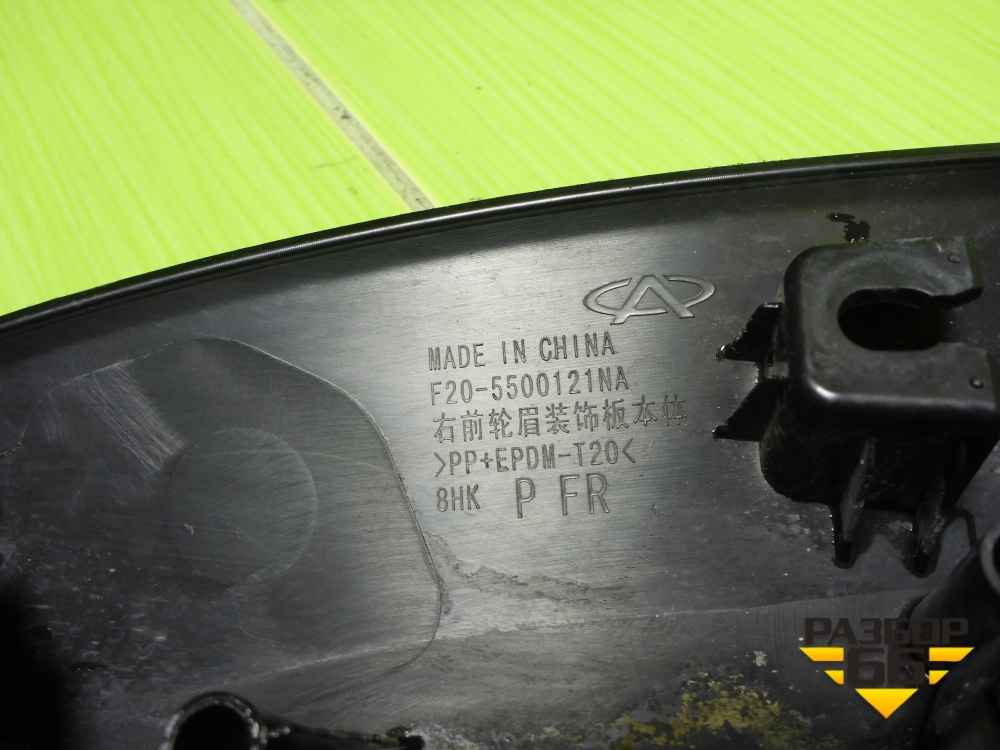 MADE IN CHINA
F20-5500121NA
右前轮眉装饰板本体
>PP+EPDM-T20<
8HK P FR
РАЗБОР
66